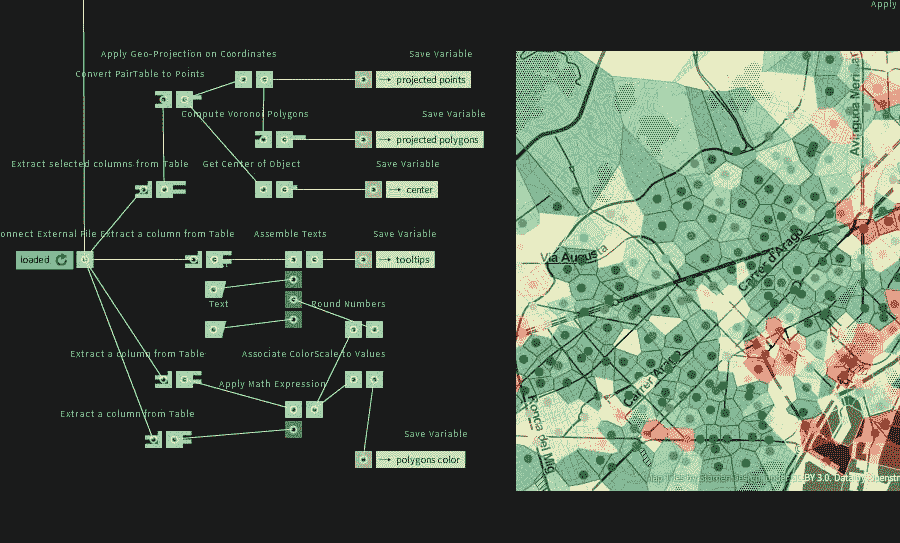 Apply
Apply Geo-Projection on Coordinates
Save Variable
Convert PairTable to Points
→ projected points
Compute Voronoi Polygons
Save Variable
→ projected polygons
Extract selected columns from Table
Get Center of Object
Save Variable
→ center
onnect External File
Extract a column from Table
Assemble Texts
Save Variable
loaded
→ tooltips
Text
Round Numbers
Extract a column from Table
Associate ColorScale to Values
Apply Math Expression
Extract a column from Table
Save Variable
→ polygons color
Avinguda Meridian
Via Augusta
Carrer d'Aragó
Carrer Aragó
Ronda del Mig
Map Tiles by Stamen Design, under CC BY 3.0. Data by Openstr